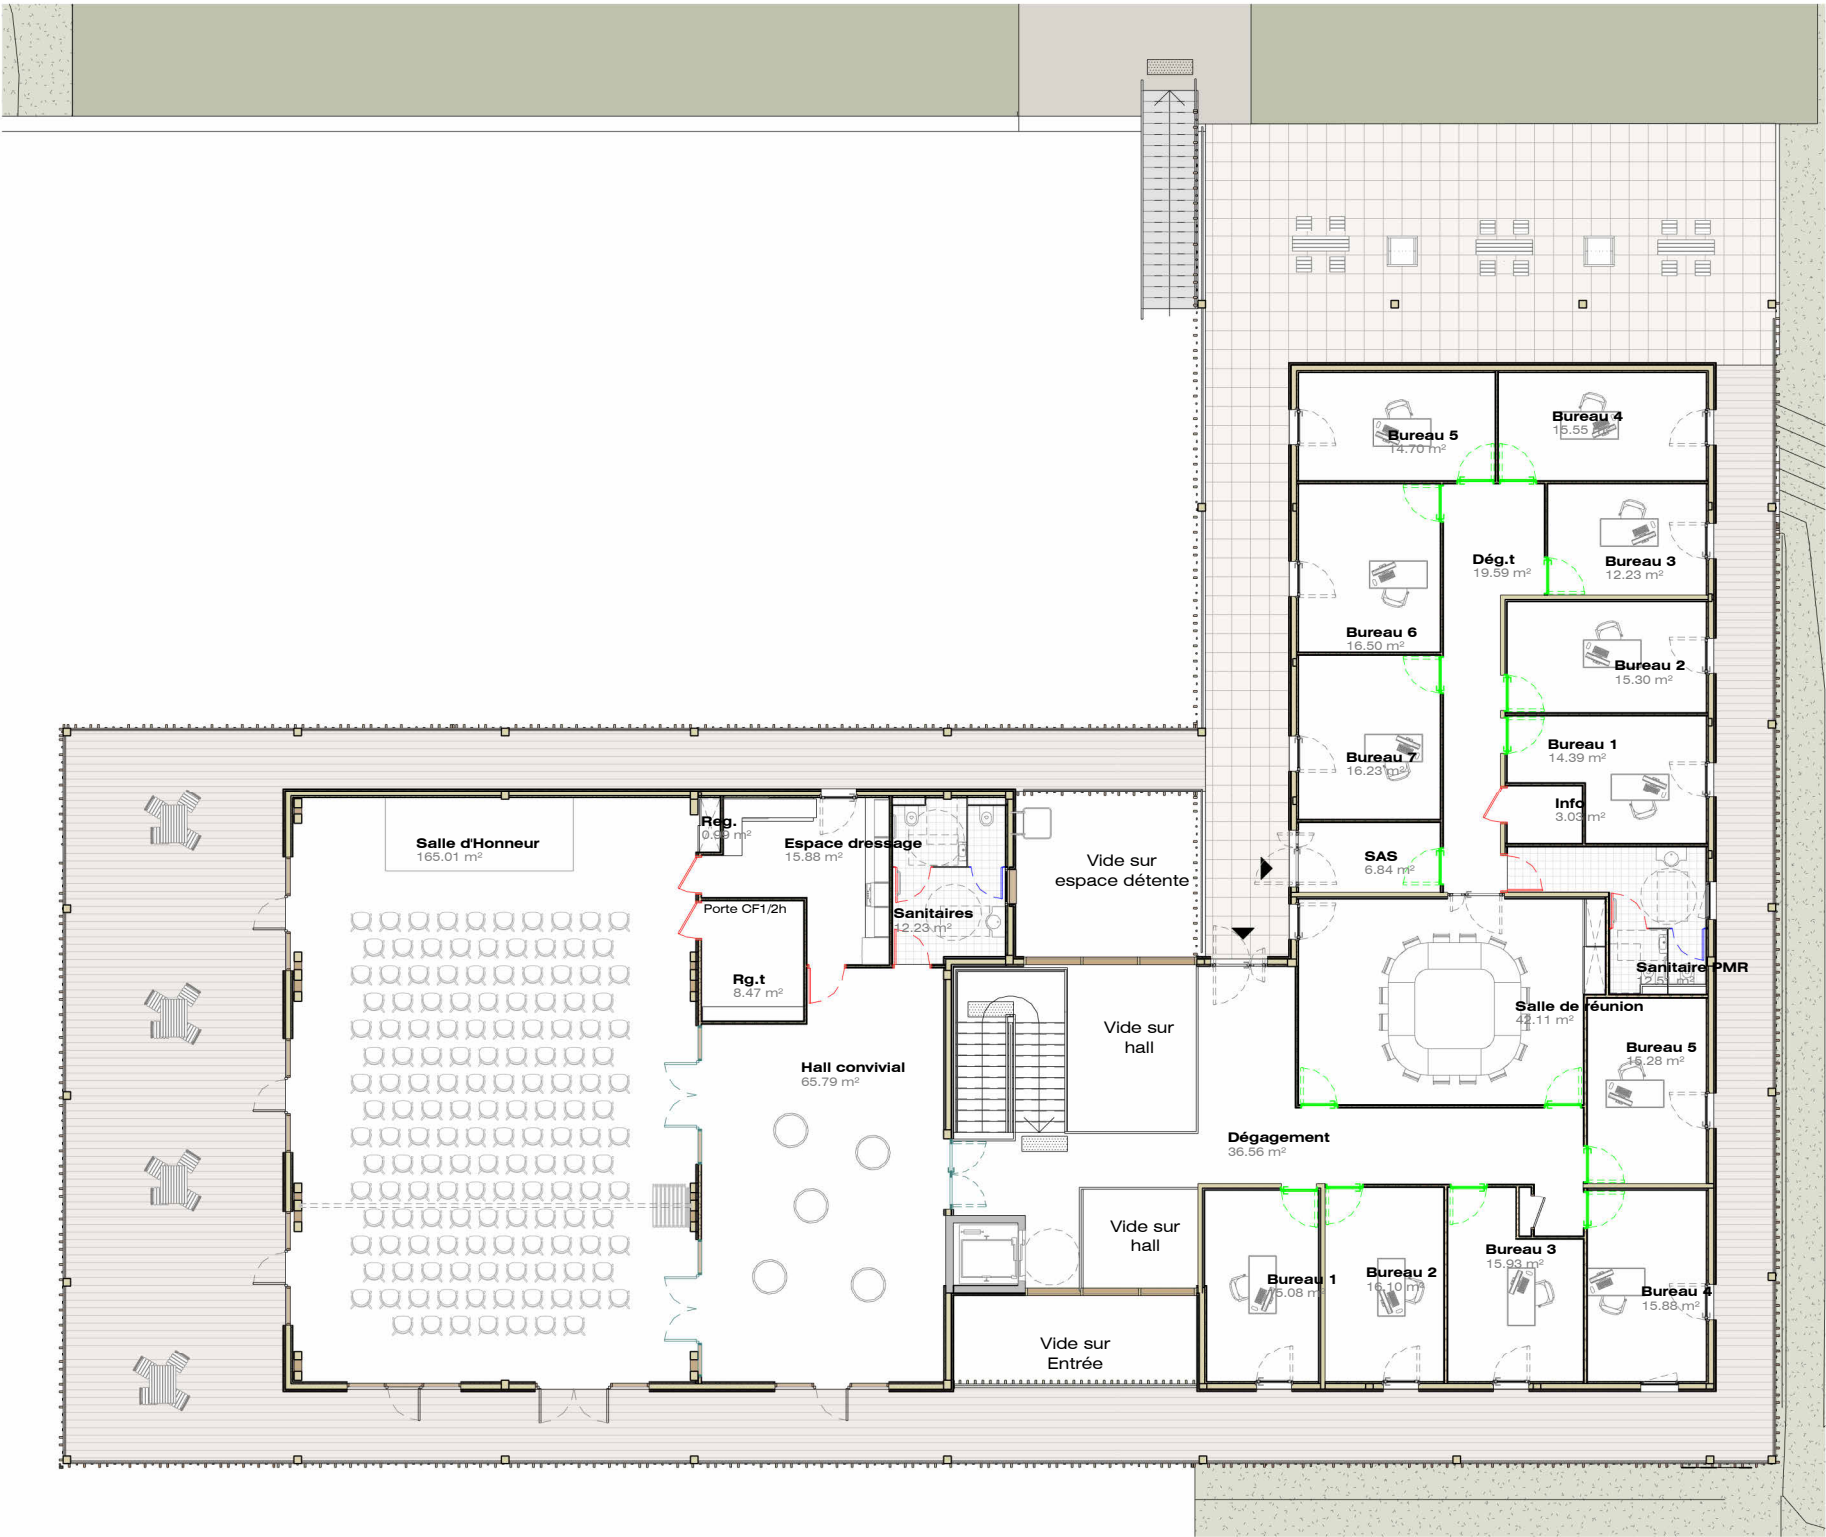 Bureau 4
15.55 m²
Bureau 5
14.70 m²
Dég.t
19.59 m²
Bureau 3
12.23 m²
Bureau 6
16.50 m²
Bureau 2
15.30 m²
Bureau 7
16.23 m²
Bureau 1
14.39 m²
Info
3.03 m²
SAS
6.84 m²
Reg.
0.99 m²
Salle d'Honneur
165.01 m²
Espace dressage
15.88 m²
Vide sur
espace détente
Porte CF1/2h
Sanitaires
12.23 m²
Rg.t
8.47 m²
Sanitaire PMR
Salle de réunion
42.11 m²
Vide sur
hall
Bureau 5
15.28 m²
Hall convivial
65.79 m²
Dégagement
36.56 m²
Vide sur
hall
Bureau 1
15.08 m²
Bureau 2
16.10 m²
Bureau 3
15.93 m²
Bureau 4
15.88 m²
Vide sur
Entrée